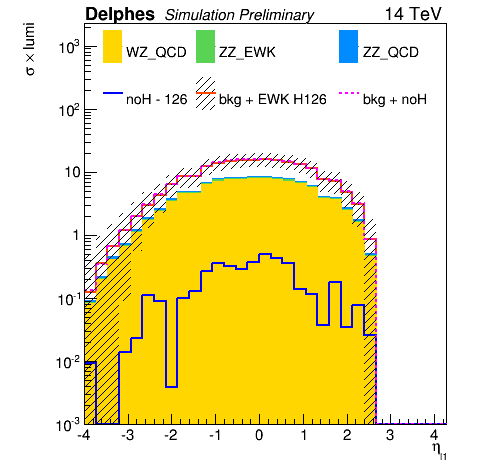 Delphes Simulation Preliminary 14 TeV
σ × lumi
WZ_QCD ZZ_EWK ZZ_QCD
noH - 126 bkg + EWK H126 bkg + noH
10³
10²
10
1
10⁻¹
10⁻²
10⁻³
-4 -3 -2 -1 0 1 2 3 4
η_l1